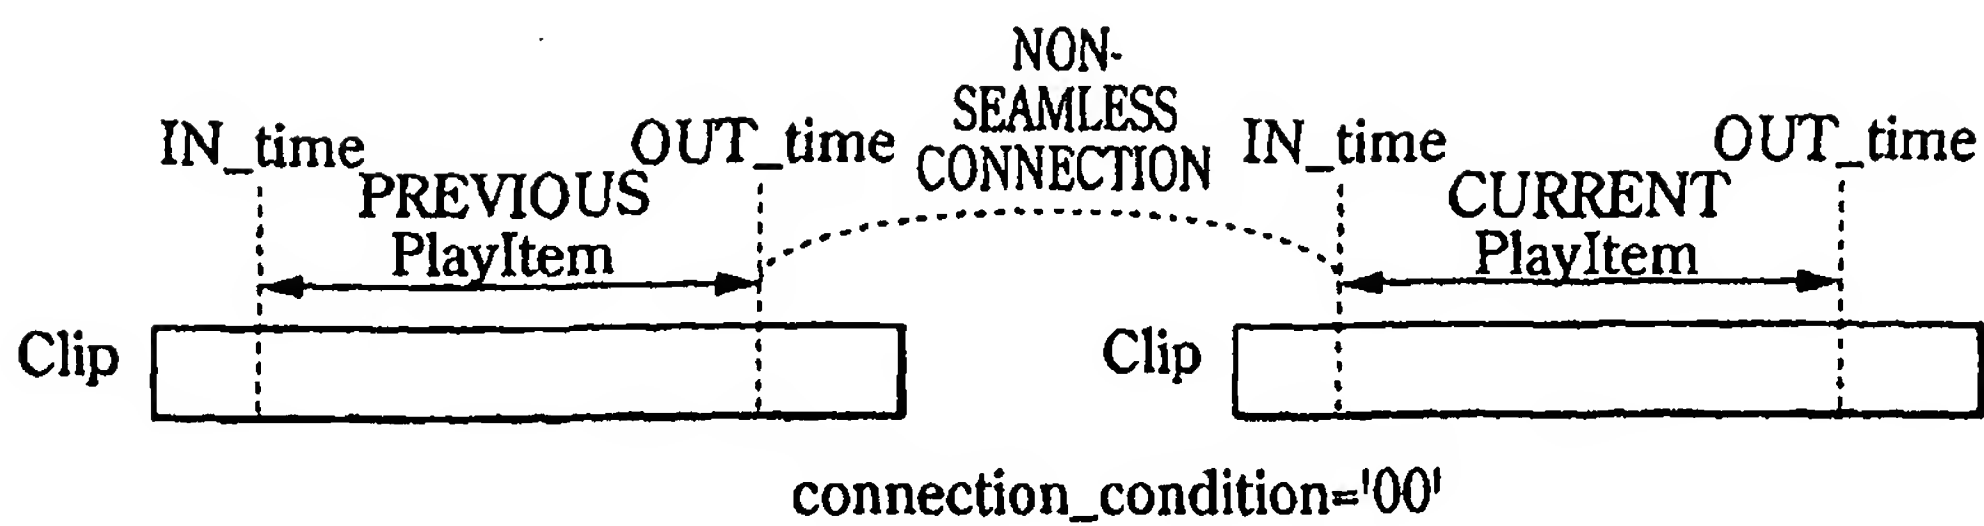 NON-
SEAMLESS
CONNECTION
IN_time
OUT_time
IN_time
OUT_time
PREVIOUS
PlayItem
CURRENT
PlayItem
Clip
Clip
connection_condition='00'